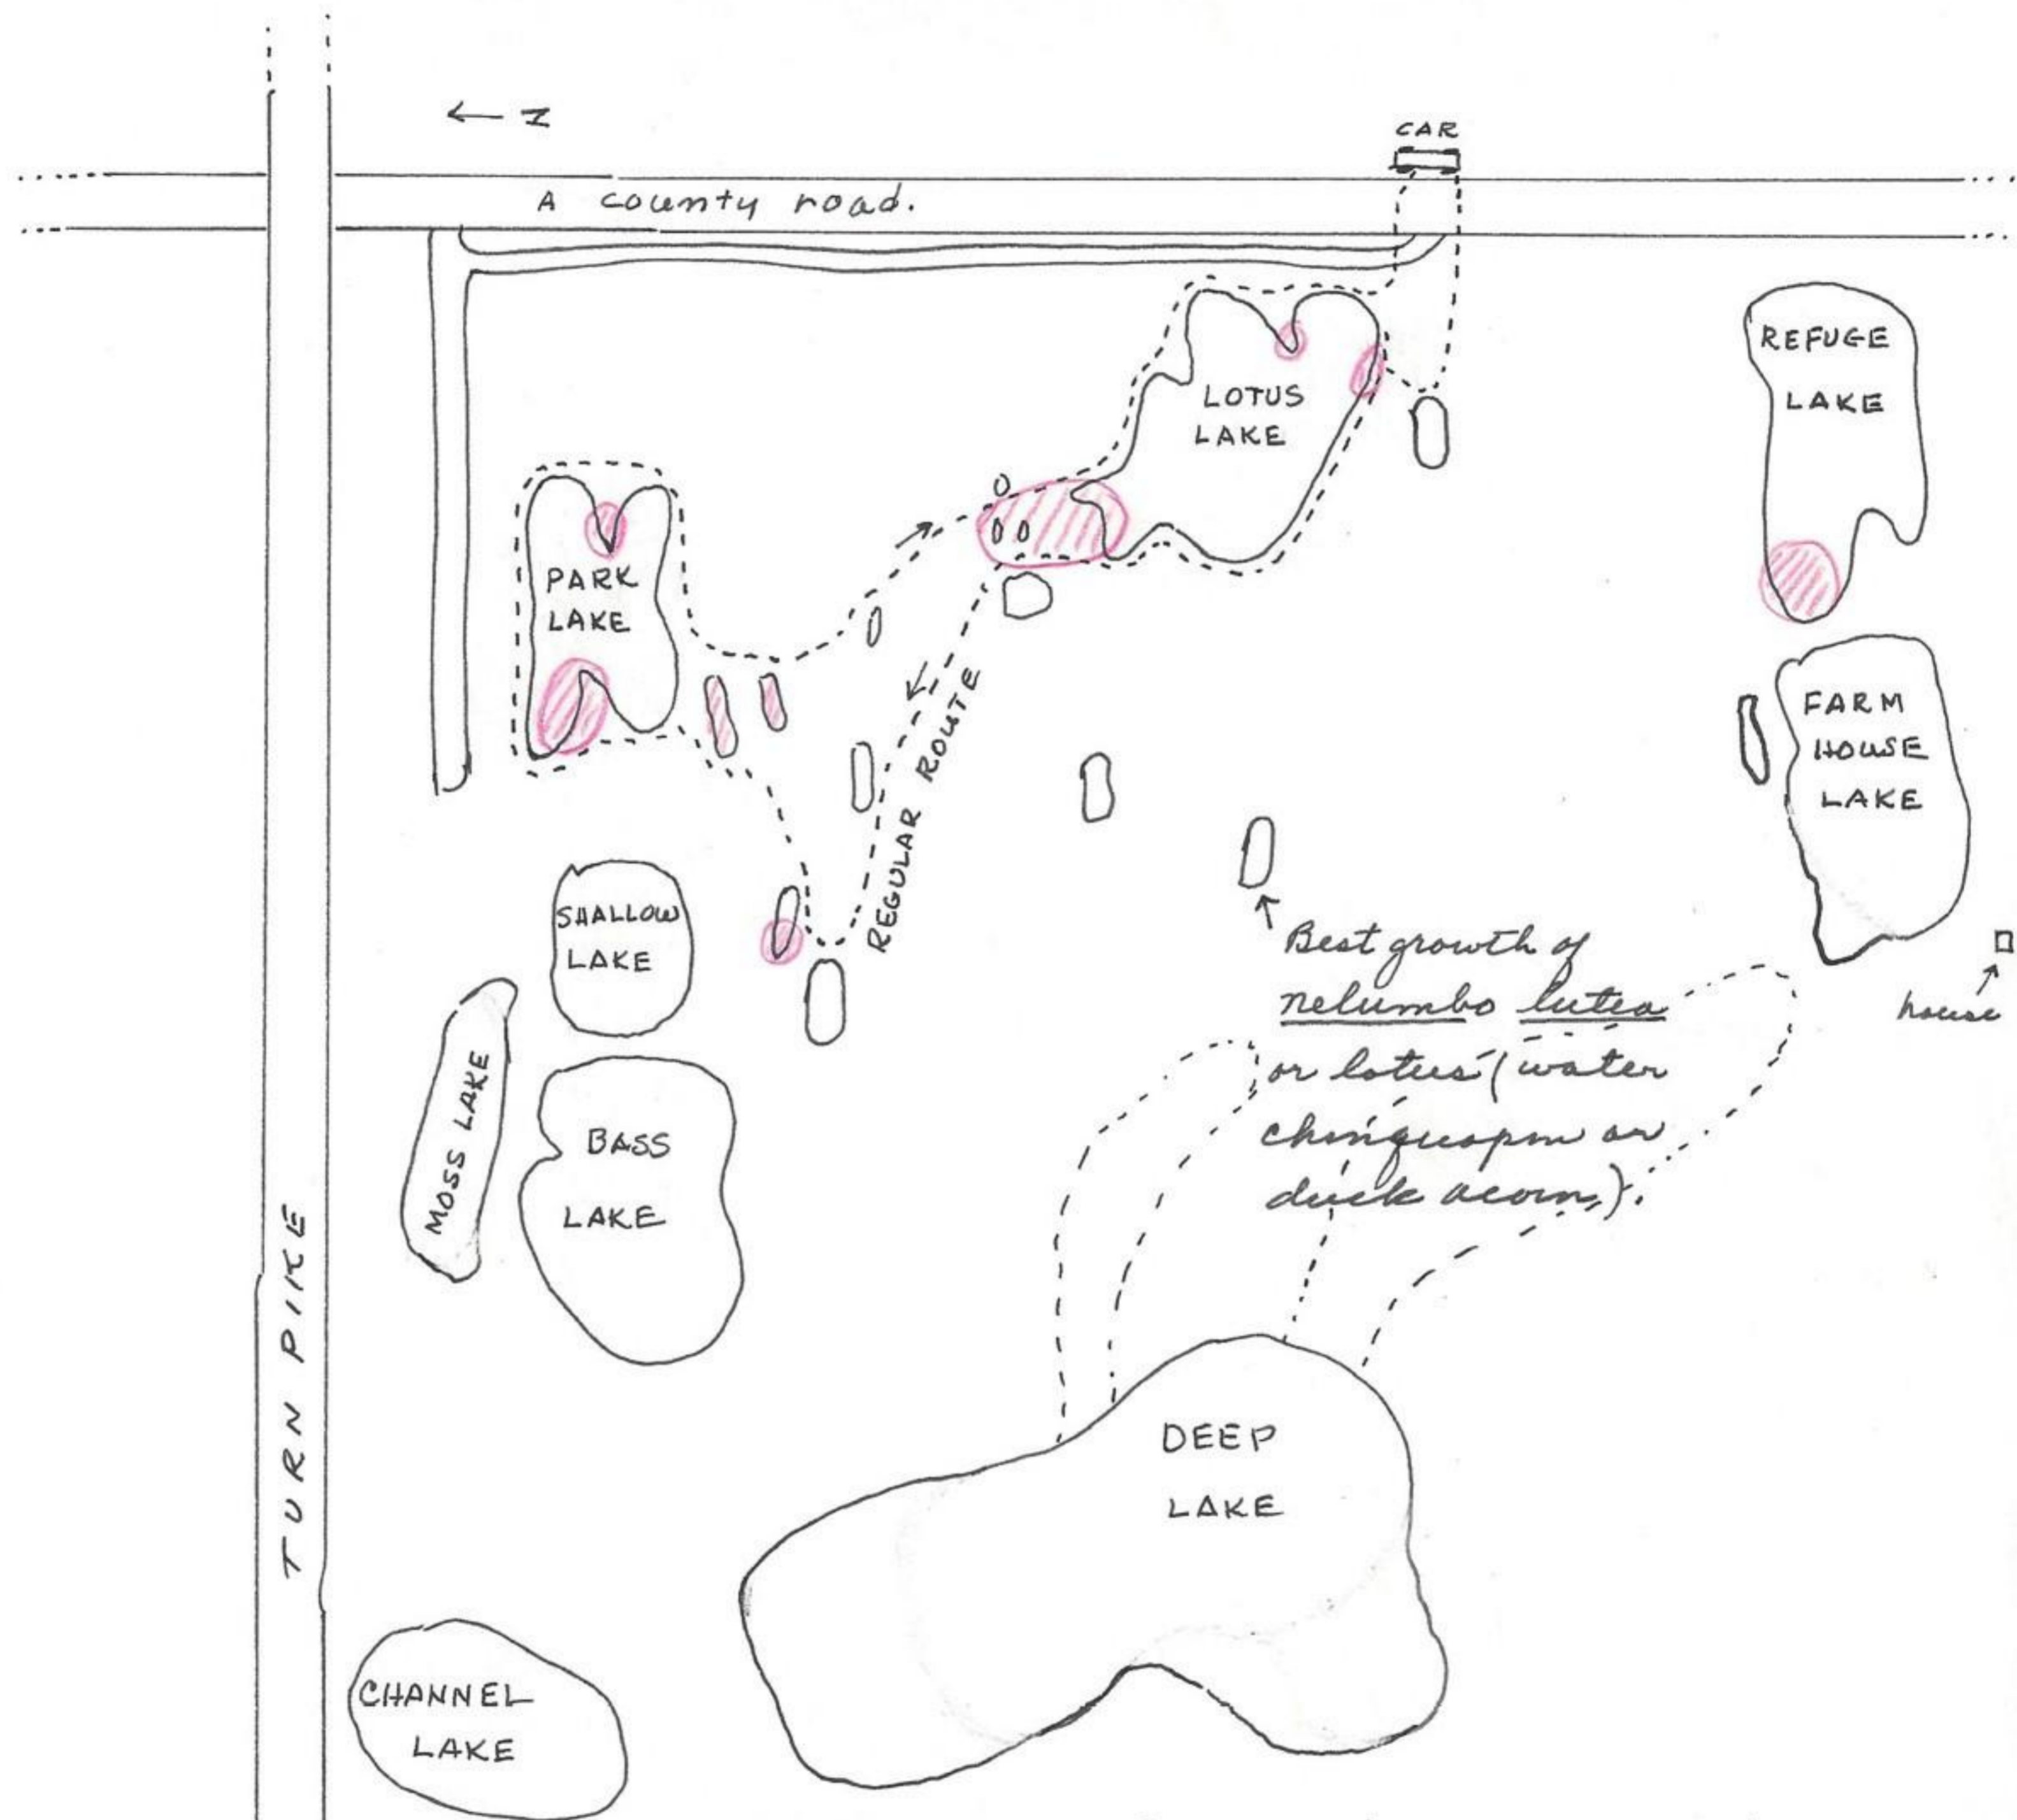 ← N
CAR
A county road.
REFUGE
LAKE
LOTUS
LAKE
PARK
LAKE
FARM
HOUSE
LAKE
REGULAR ROUTE
SHALLOW
LAKE
Best growth of
nelumbo lutea
or lotus (water
chinquapin or
duck acorn).
house
MOSS LAKE
BASS
LAKE
TURN PIKE
DEEP
LAKE
CHANNEL
LAKE